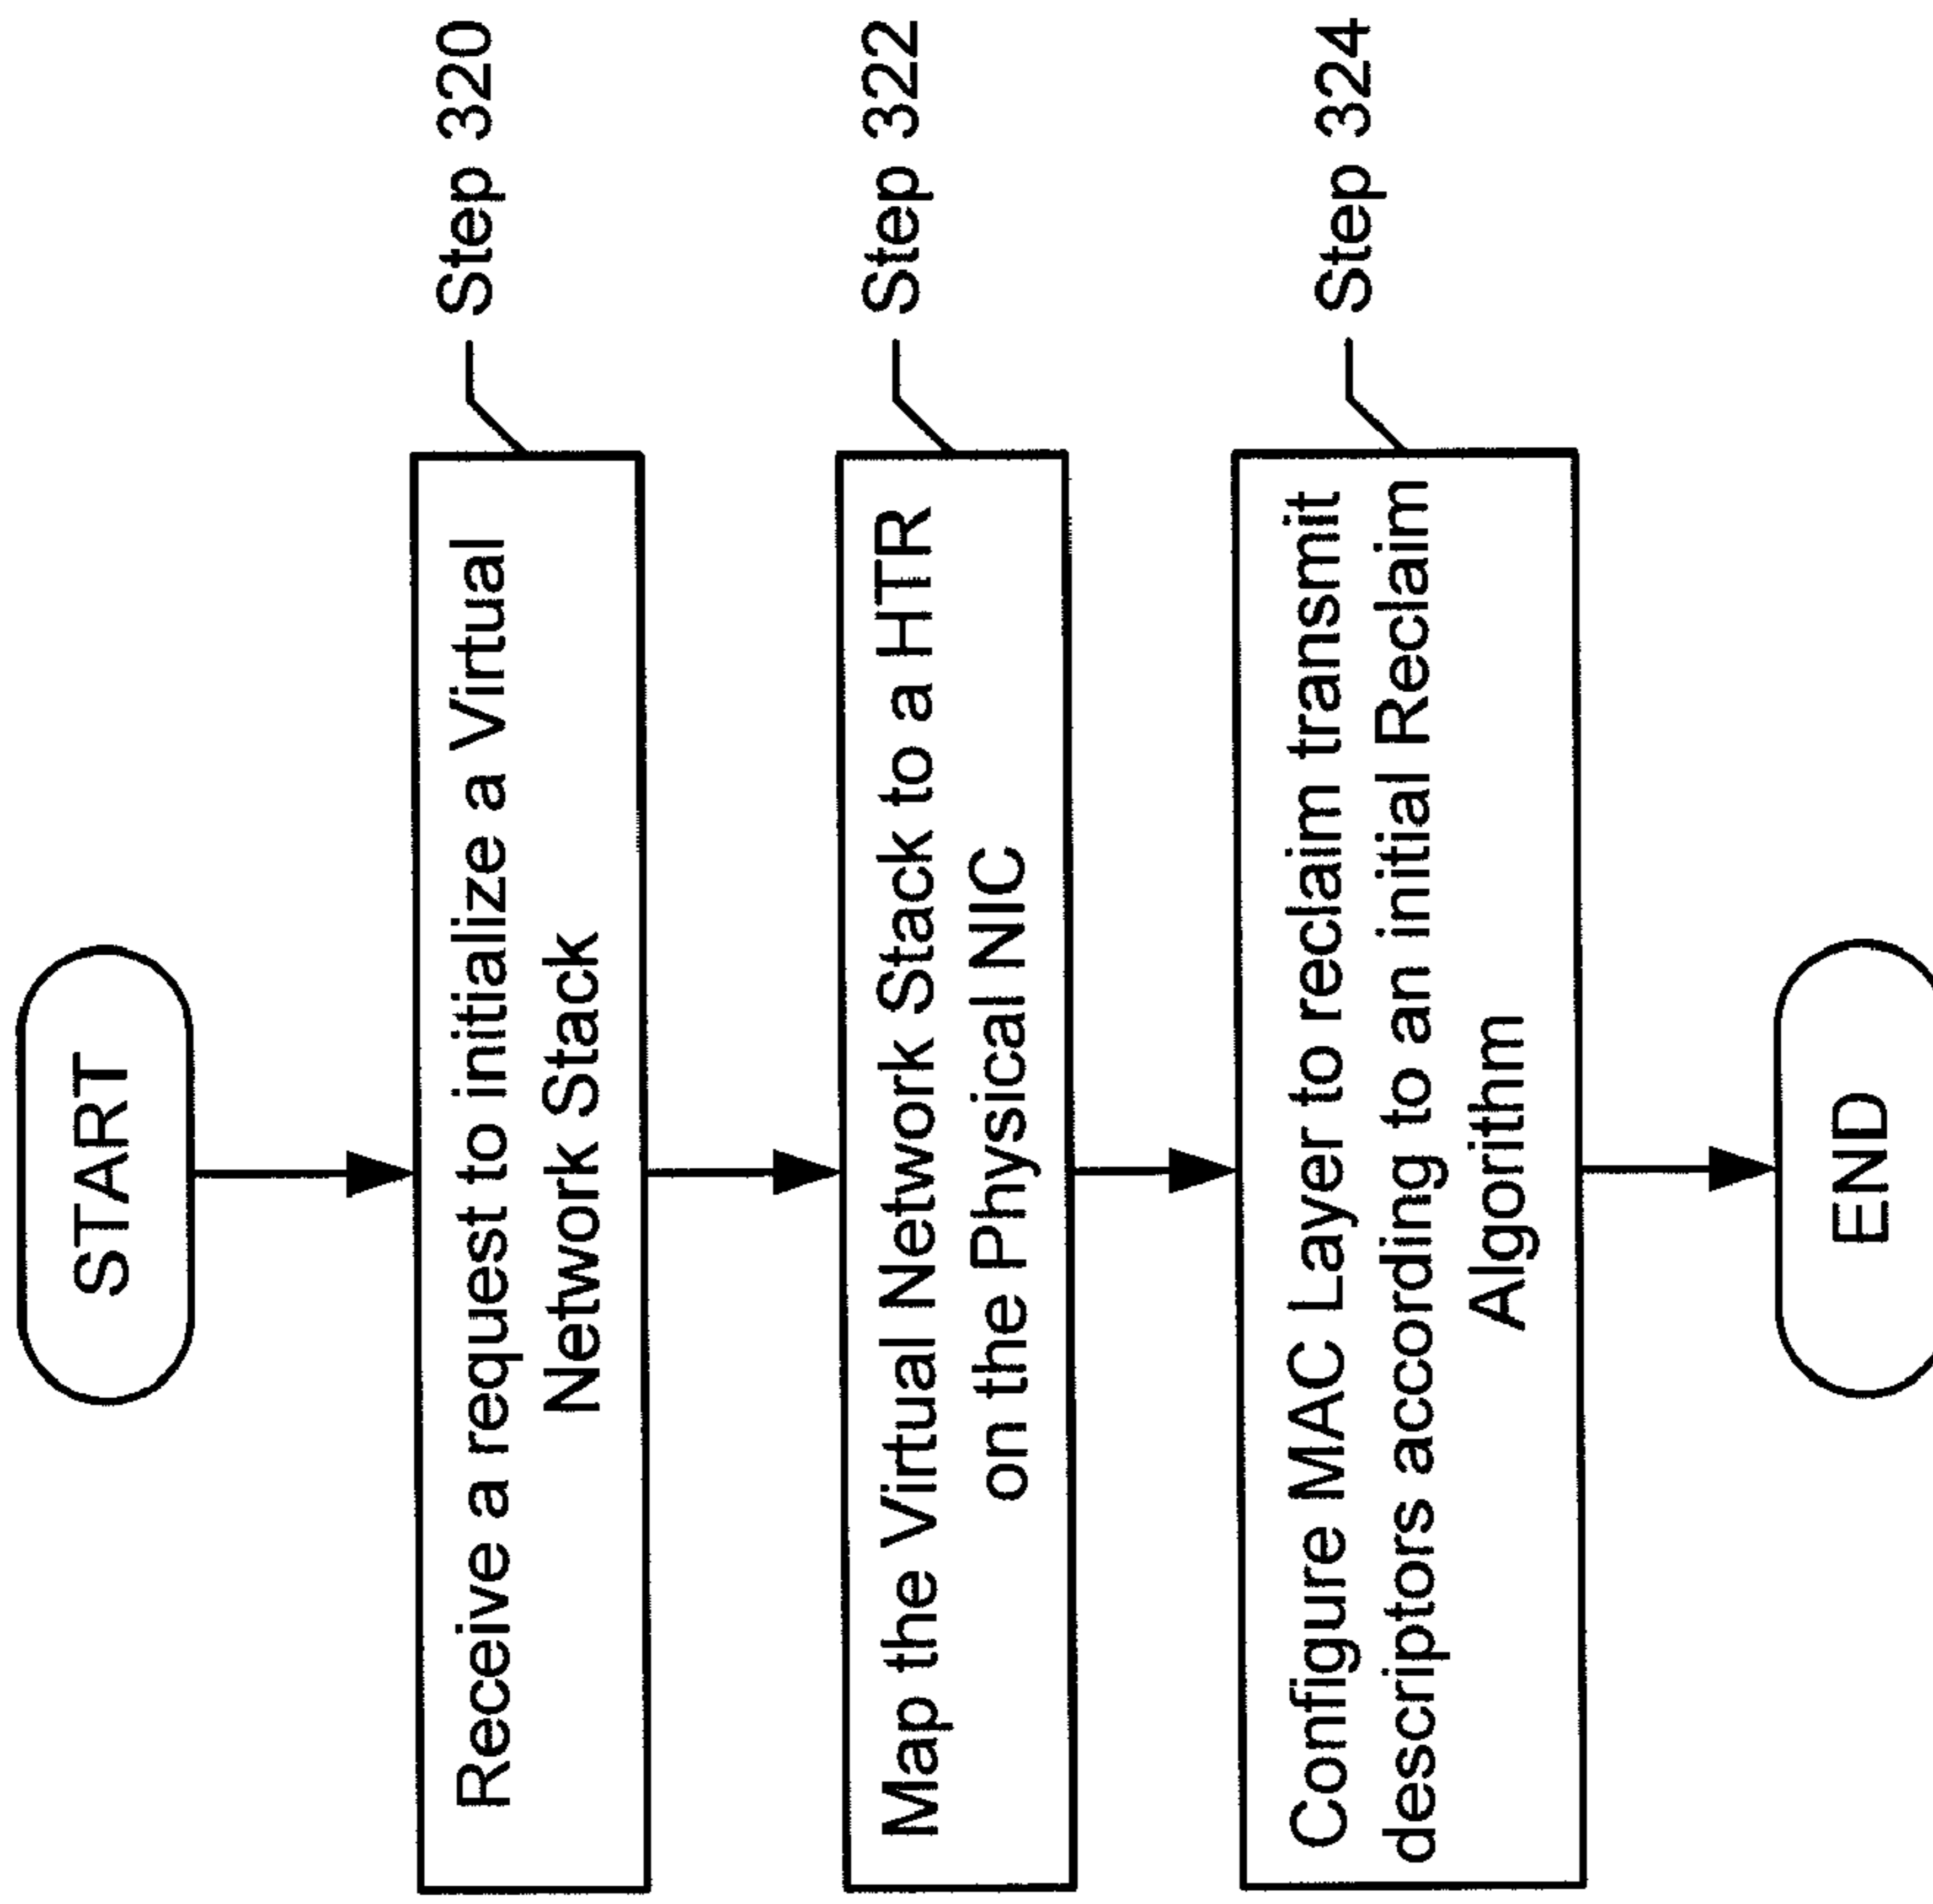 START
Step 320
Receive a request to initialize a Virtual
Network Stack
Step 322
Map the Virtual Network Stack to a HTR
on the Physical NIC
Step 324
Configure MAC Layer to reclaim transmit
descriptors according to an initial Reclaim
Algorithm
END